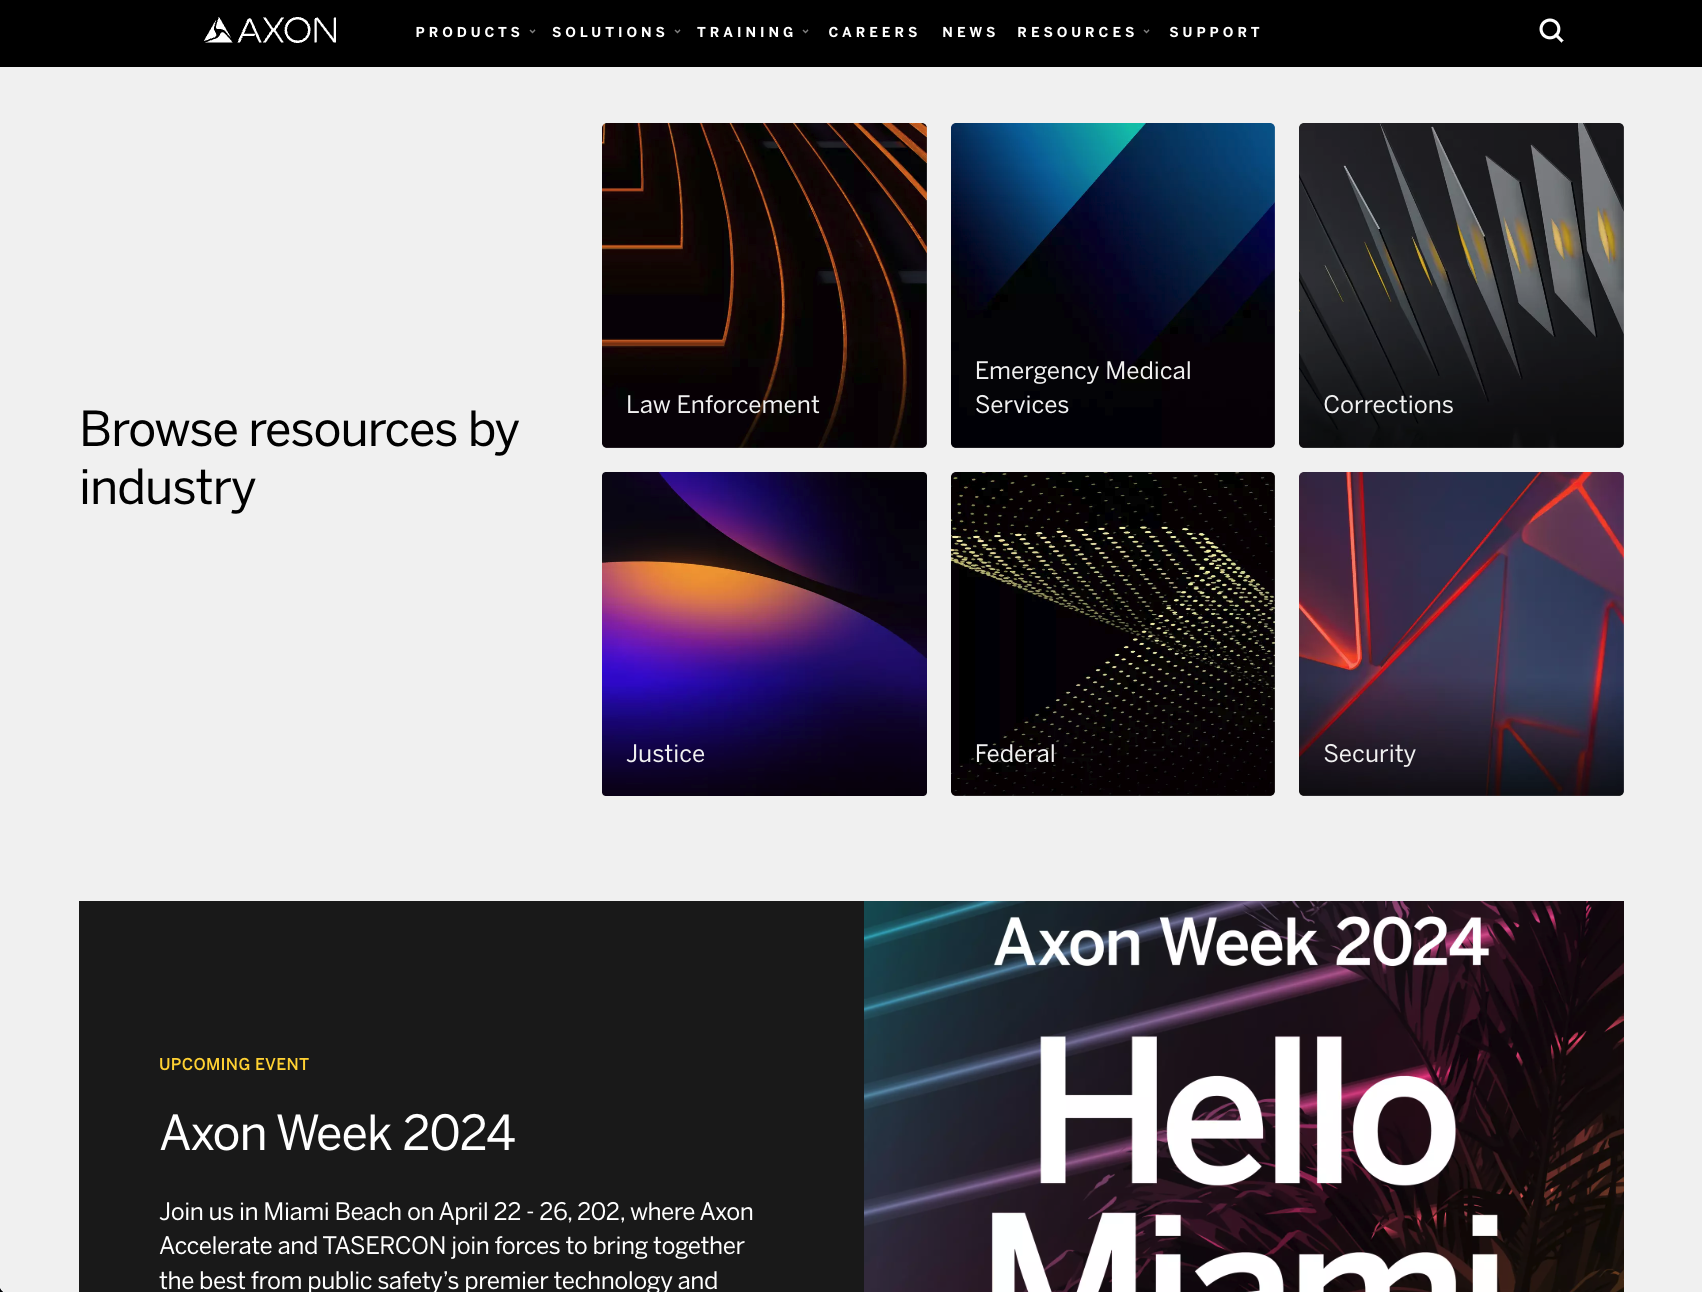 AXON
PRODUCTS SOLUTIONS TRAINING CAREERS NEWS RESOURCES SUPPORT
Browse resources by
industry
Law Enforcement
Emergency Medical
Services
Corrections
Justice
Federal
Security
UPCOMING EVENT
Axon Week 2024
Join us in Miami Beach on April 22 - 26, 202, where Axon
Accelerate and TASERCON join forces to bring together
the best from public safety’s premier technology and
Axon Week 2024
Hello
Miami